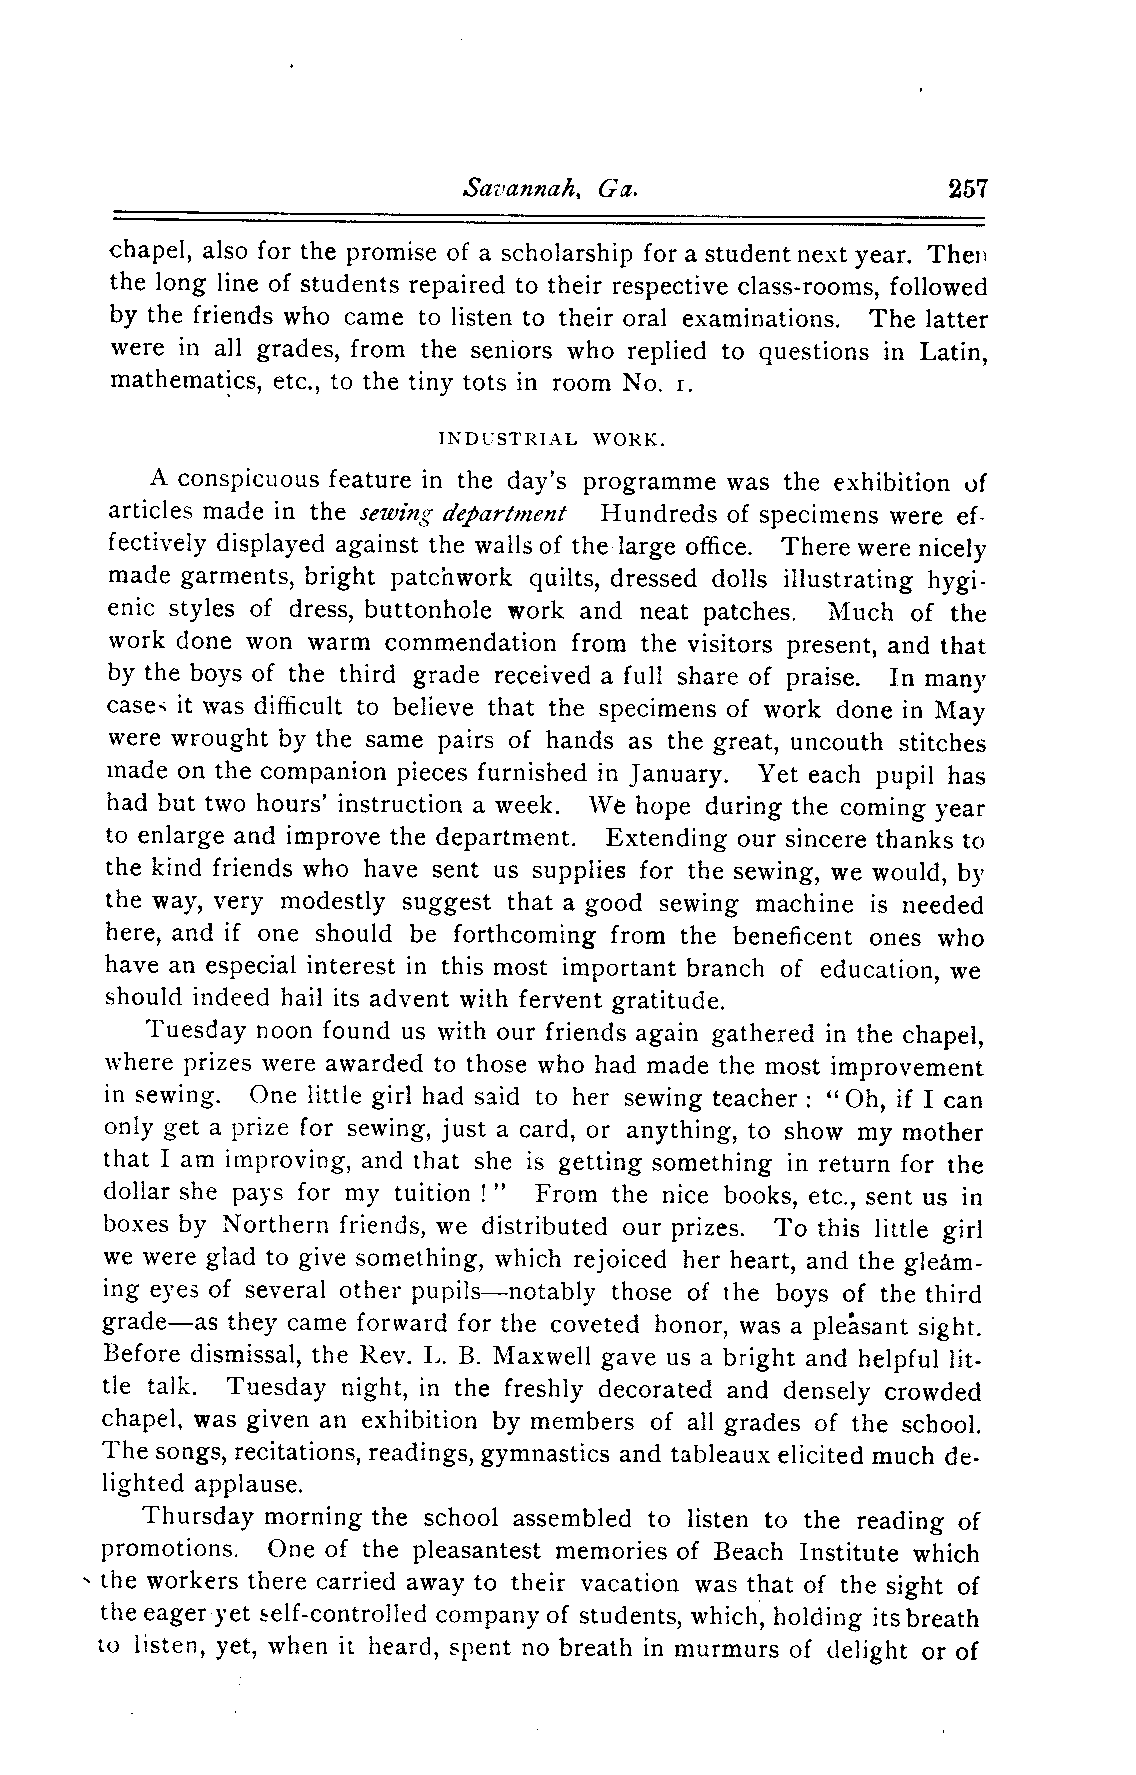 Savannah, Ga. 257
chapel, also for the promise of a scholarship for a student next year. Then
the long line of students repaired to their respective class-rooms, followed
by the friends who came to listen to their oral examinations. The latter
were in all grades, from the seniors who replied to questions in Latin,
mathematics, etc., to the tiny tots in room No. 1.
INDUSTRIAL WORK.
A conspicuous feature in the day's programme was the exhibition of
articles made in the sewing department Hundreds of specimens were ef-
fectively displayed against the walls of the large office. There were nicely
made garments, bright patchwork quilts, dressed dolls illustrating hygi-
enic styles of dress, buttonhole work and neat patches. Much of the
work done won warm commendation from the visitors present, and that
by the boys of the third grade received a full share of praise. In many
cases it was difficult to believe that the specimens of work done in May
were wrought by the same pairs of hands as the great, uncouth stitches
made on the companion pieces furnished in January. Yet each pupil has
had but two hours' instruction a week. We hope during the coming year
to enlarge and improve the department. Extending our sincere thanks to
the kind friends who have sent us supplies for the sewing, we would, by
the way, very modestly suggest that a good sewing machine is needed
here, and if one should be forthcoming from the beneficent ones who
have an especial interest in this most important branch of education, we
should indeed hail its advent with fervent gratitude.
Tuesday noon found us with our friends again gathered in the chapel,
where prizes were awarded to those who had made the most improvement
in sewing. One little girl had said to her sewing teacher : "Oh, if I can
only get a prize for sewing, just a card, or anything, to show my mother
that I am improving, and that she is getting something in return for the
dollar she pays for my tuition !" From the nice books, etc., sent us in
boxes by Northern friends, we distributed our prizes. To this little girl
we were glad to give something, which rejoiced her heart, and the gleam-
ing eyes of several other pupils—notably those of the boys of the third
grade—as they came forward for the coveted honor, was a pleasant sight.
Before dismissal, the Rev. L. B. Maxwell gave us a bright and helpful lit-
tle talk. Tuesday night, in the freshly decorated and densely crowded
chapel, was given an exhibition by members of all grades of the school.
The songs, recitations, readings, gymnastics and tableaux elicited much de-
lighted applause.
Thursday morning the school assembled to listen to the reading of
promotions. One of the pleasantest memories of Beach Institute which
the workers there carried away to their vacation was that of the sight of
the eager yet self-controlled company of students, which, holding its breath
to listen, yet, when it heard, spent no breath in murmurs of delight or of